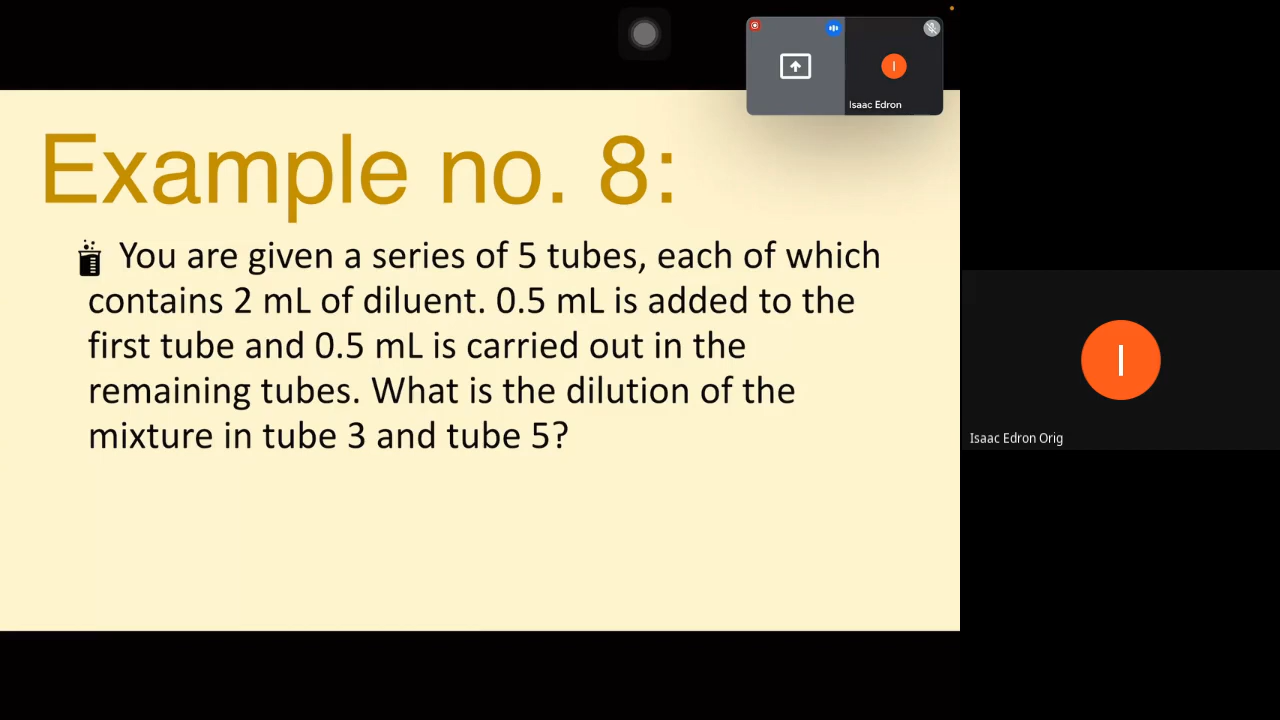 Isaac Edron
Example no. 8:
You are given a series of 5 tubes, each of which
contains 2 mL of diluent. 0.5 mL is added to the
first tube and 0.5 mL is carried out in the
remaining tubes. What is the dilution of the
mixture in tube 3 and tube 5?
I
I
Isaac Edron Orig